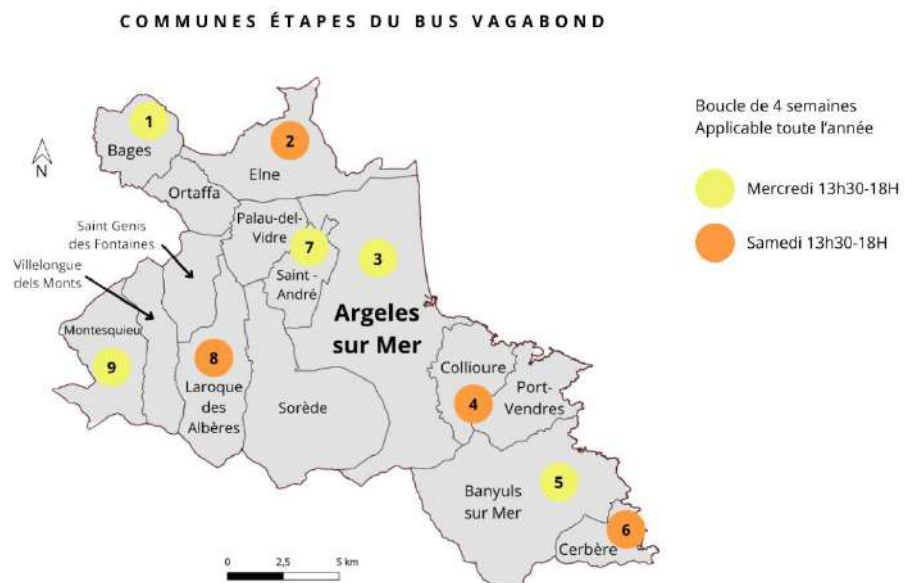 COMMUNES ÉTAPES DU BUS VAGABOND
Boucle de 4 semaines
Applicable toute l'année
Mercredi 13h30-18H
Samedi 13h30-18H
N
1
Bages
2
Elne
Ortaffa
Saint Genis
des Fontaines
Villelongue
dels Monts
Palau-del-
Vidre
7
Saint -
André
3
Argeles
sur Mer
Montesquieu
9
8
Laroque
des
Albères
Sorède
Collioure
4
Port-
Vendres
5
Banyuls
sur Mer
6
Cerbère
0 2,5 5 km